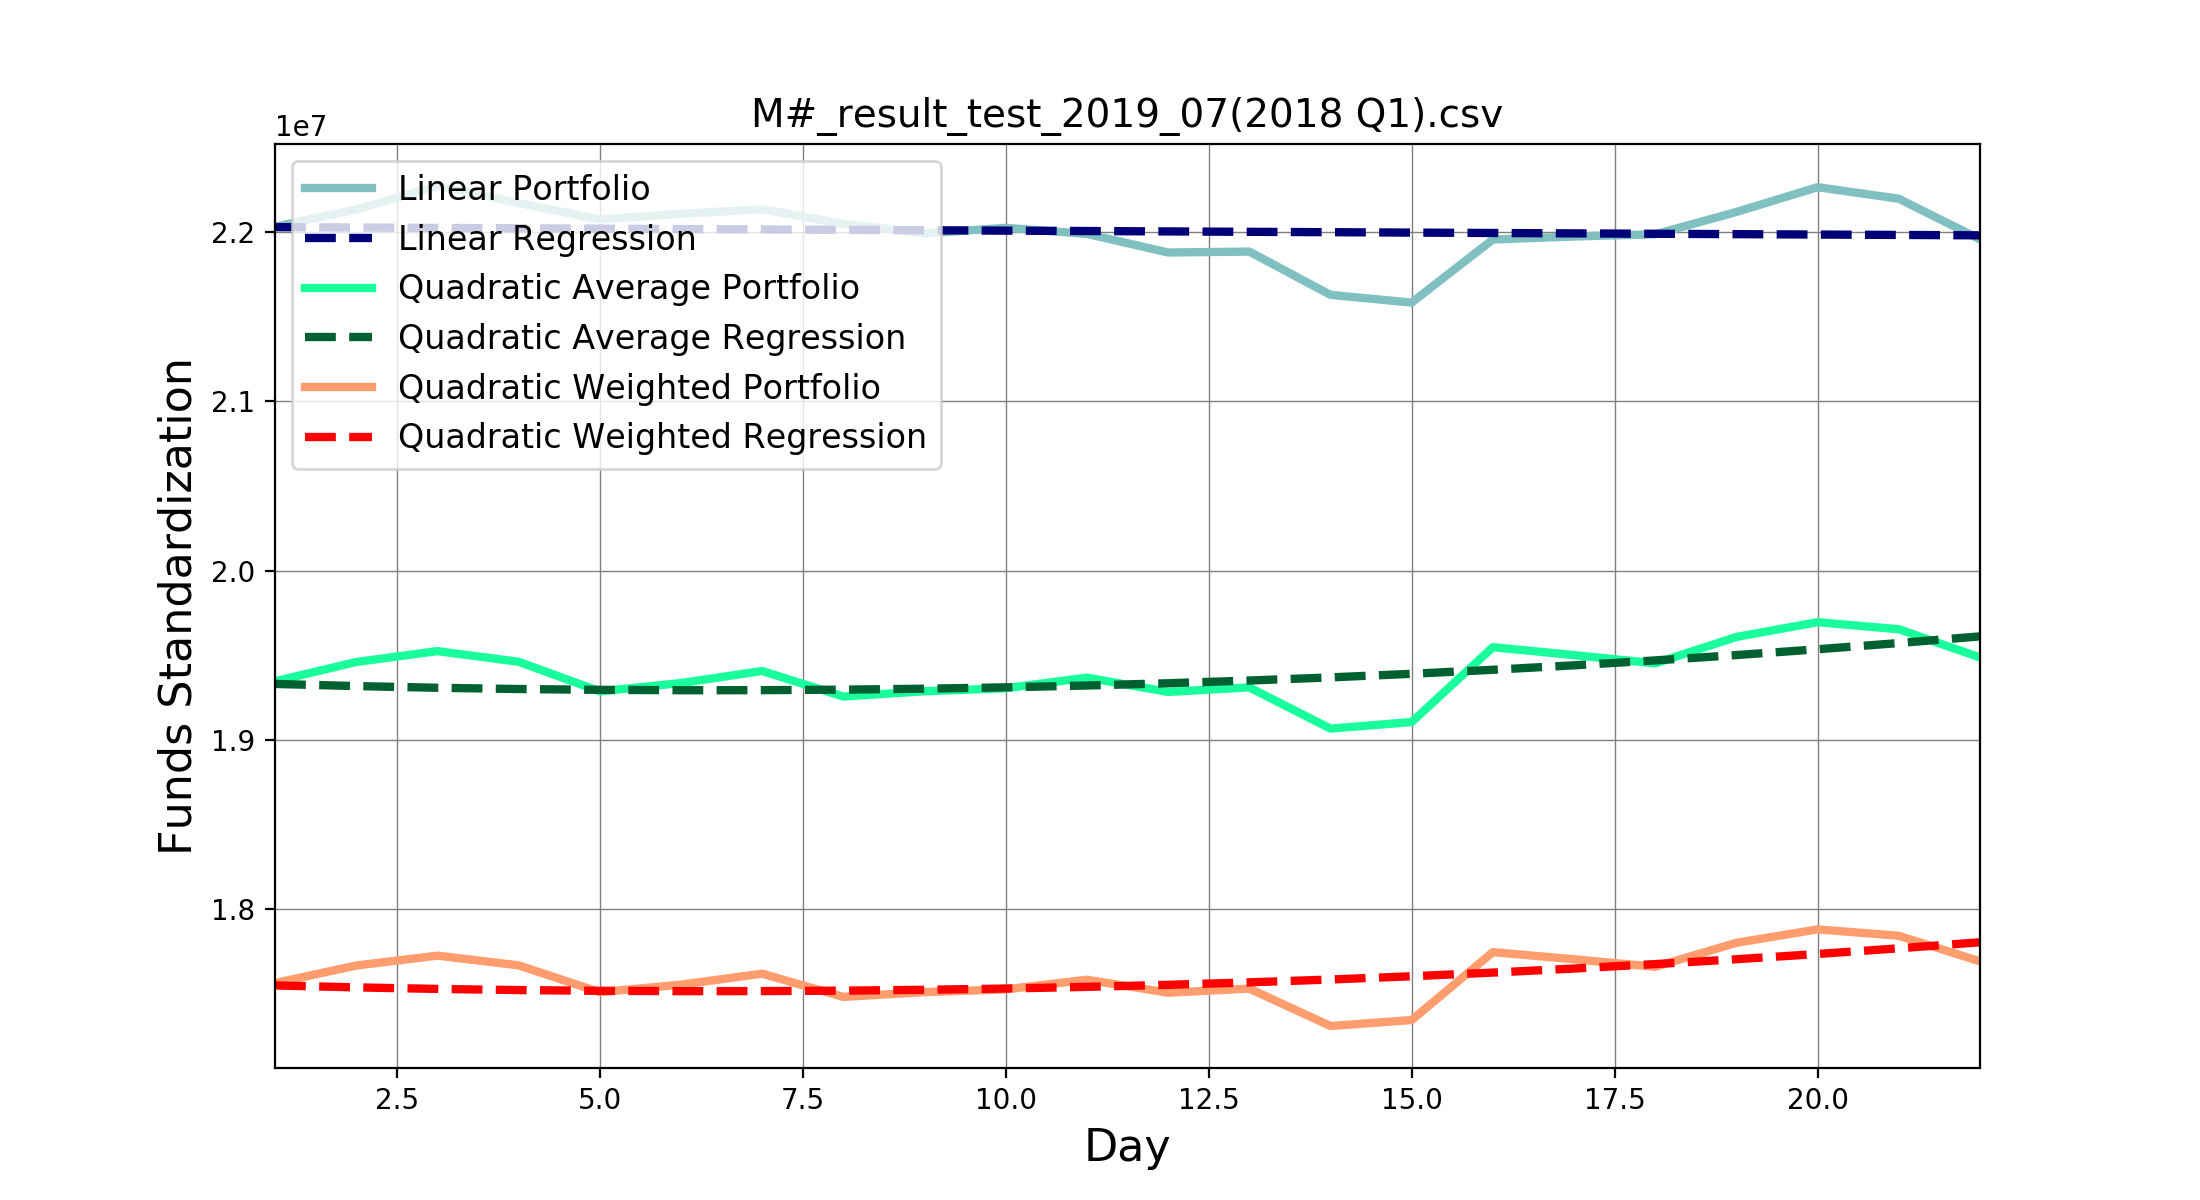 M#_result_test_2019_07(2018 Q1).csv
1e7
Linear Portfolio
Linear Regression
Quadratic Average Portfolio
Quadratic Average Regression
Quadratic Weighted Portfolio
Quadratic Weighted Regression
2.2
2.1
2.0
1.9
1.8
Funds Standardization
2.5 5.0 7.5 10.0 12.5 15.0 17.5 20.0
Day